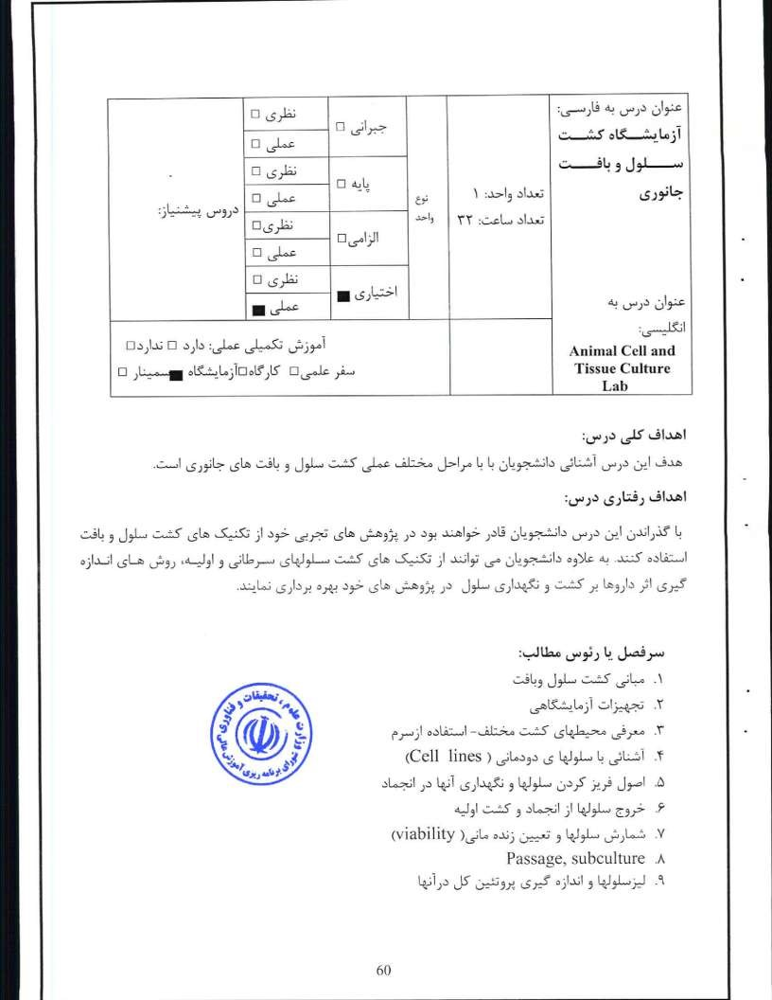 عنوان درس به فارسی:
آزمایشگاه کشت
سلول و بافت
جانوری
عنوان درس به
انگلیسی:
Animal Cell and
Tissue Culture
Lab
تعداد واحد: ۱
تعداد ساعت: ۳۲
نوع
واحد
جبرانی □
نظری □
عملی □
پایه □
نظری □
عملی □
الزامی□
نظری□
عملی □
اختیاری ■
نظری □
عملی ■
دروس پیشنیاز:
آموزش تکمیلی عملی: دارد □ ندارد□
سفر علمی□ کارگاه□آزمایشگاه ■سمینار □
اهداف کلی درس:
هدف این درس آشنائی دانشجویان با با مراحل مختلف عملی کشت سلول و بافت های جانوری است.
اهداف رفتاری درس:
با گذراندن این درس دانشجویان قادر خواهند بود در پژوهش های تجربی خود از تکنیک های کشت سلول و بافت
استفاده کنند. به علاوه دانشجویان می توانند از تکنیک های کشت سلولهای سرطانی و اولیه، روش های اندازه
گیری اثر داروها بر کشت و نگهداری سلول در پژوهش های خود بهره برداری نمایند.
سرفصل یا رئوس مطالب:
۱. مبانی کشت سلول وبافت
۲. تجهیزات آزمایشگاهی
۳. معرفی محیطهای کشت مختلف- استفاده ازسرم
۴. آشنائی با سلولها ی دودمانی ( Cell lines)
۵. اصول فریز کردن سلولها و نگهداری آنها در انجماد
۶. خروج سلولها از انجماد و کشت اولیه
۷. شمارش سلولها و تعیین زنده مانی( viability)
۸. Passage, subculture
۹. لیزسلولها و اندازه گیری پروتئین کل درآنها
وزارت علوم، تحقیقات و فناوری
شورای برنامه ریزی آموزش عالی
60